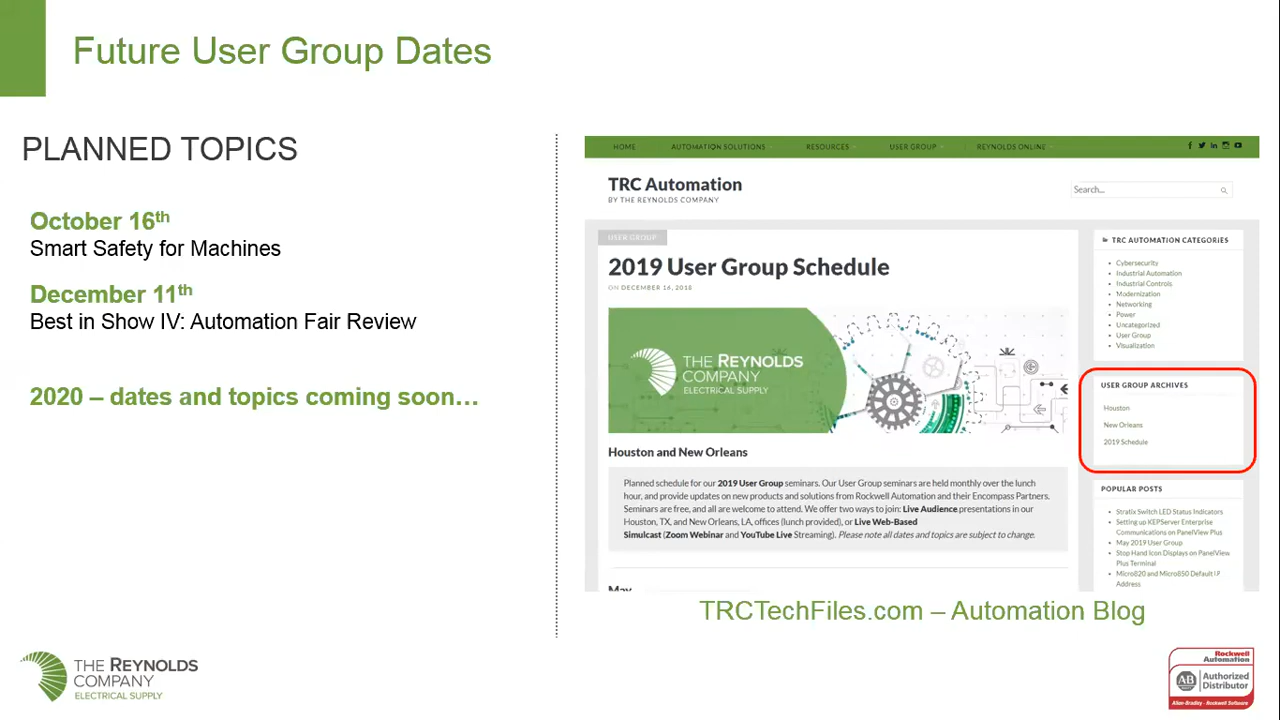 Future User Group Dates
PLANNED TOPICS
October 16th
Smart Safety for Machines
December 11th
Best in Show IV: Automation Fair Review
2020 – dates and topics coming soon…
HOME AUTOMATION SOLUTIONS RESOURCES USER GROUP REYNOLDS ONLINE
TRC Automation
BY THE REYNOLDS COMPANY
Search...
USER GROUP
2019 User Group Schedule
ON DECEMBER 16, 2018
THE REYNOLDS
COMPANY
ELECTRICAL SUPPLY
Houston and New Orleans
Planned schedule for our 2019 User Group seminars. Our User Group seminars are held monthly over the lunch
hour, and provide updates on new products and solutions from Rockwell Automation and their Encompass Partners.
Seminars are free, and all are welcome to attend. We offer two ways to join: Live Audience presentations in our
Houston, TX, and New Orleans, LA, offices (lunch provided), or Live Web-Based
Simulcast (Zoom Webinar and YouTube Live Streaming). Please note all dates and topics are subject to change.
May
TRC AUTOMATION CATEGORIES
Cybersecurity
Industrial Automation
Industrial Controls
Modernization
Networking
Power
Uncategorized
User Group
Visualization
USER GROUP ARCHIVES
Houston
New Orleans
2019 Schedule
POPULAR POSTS
Stratix Switch LED Status Indicators
Setting up KEPServer Enterprise
Communications on PanelView Plus
May 2019 User Group
Stop Hand Icon Displays on PanelView
Plus Terminal
Micro820 and Micro850 Default IP
Address
TRCTechFiles.com – Automation Blog
THE REYNOLDS
COMPANY
ELECTRICAL SUPPLY
Rockwell
Automation
AB Authorized
Distributor
Allen-Bradley · Rockwell Software